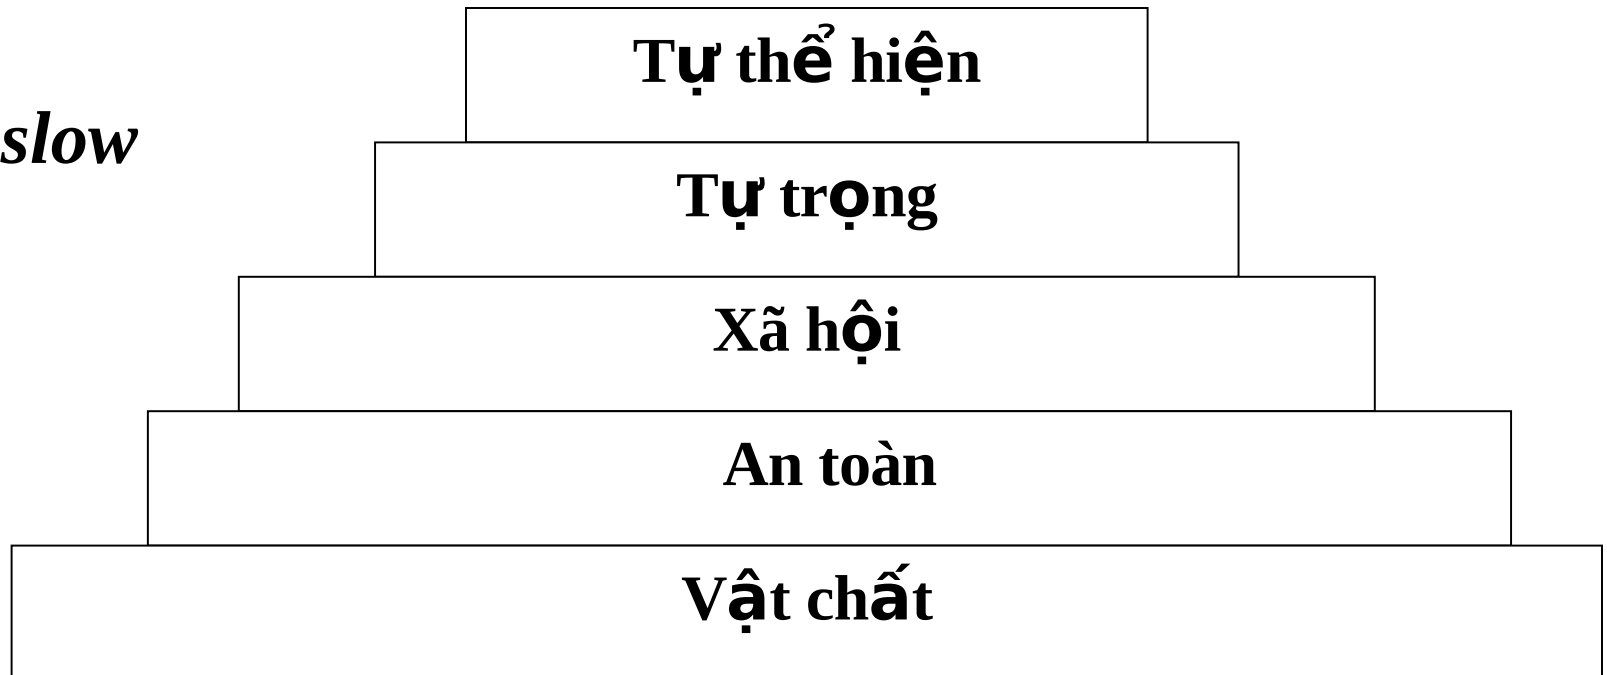 Tự thể hiện
slow
Tự trọng
Xã hội
An toàn
Vật chất